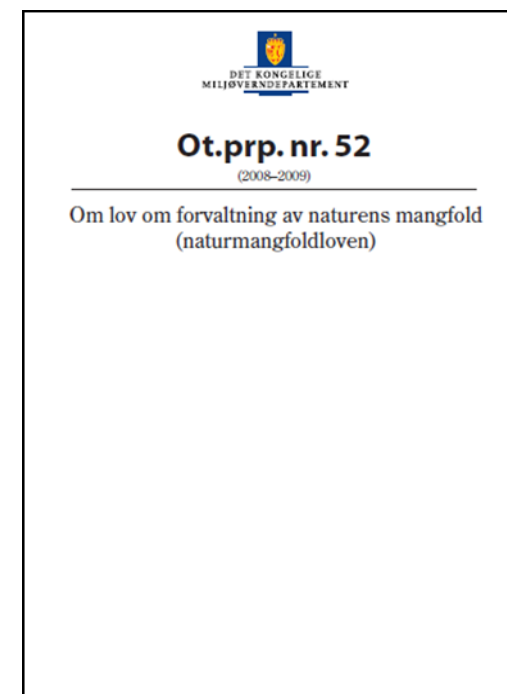 DET KONGELIGE
MILJØVERNDEPARTEMENT
Ot.prp. nr. 52
(2008–2009)
Om lov om forvaltning av naturens mangfold
(naturmangfoldloven)